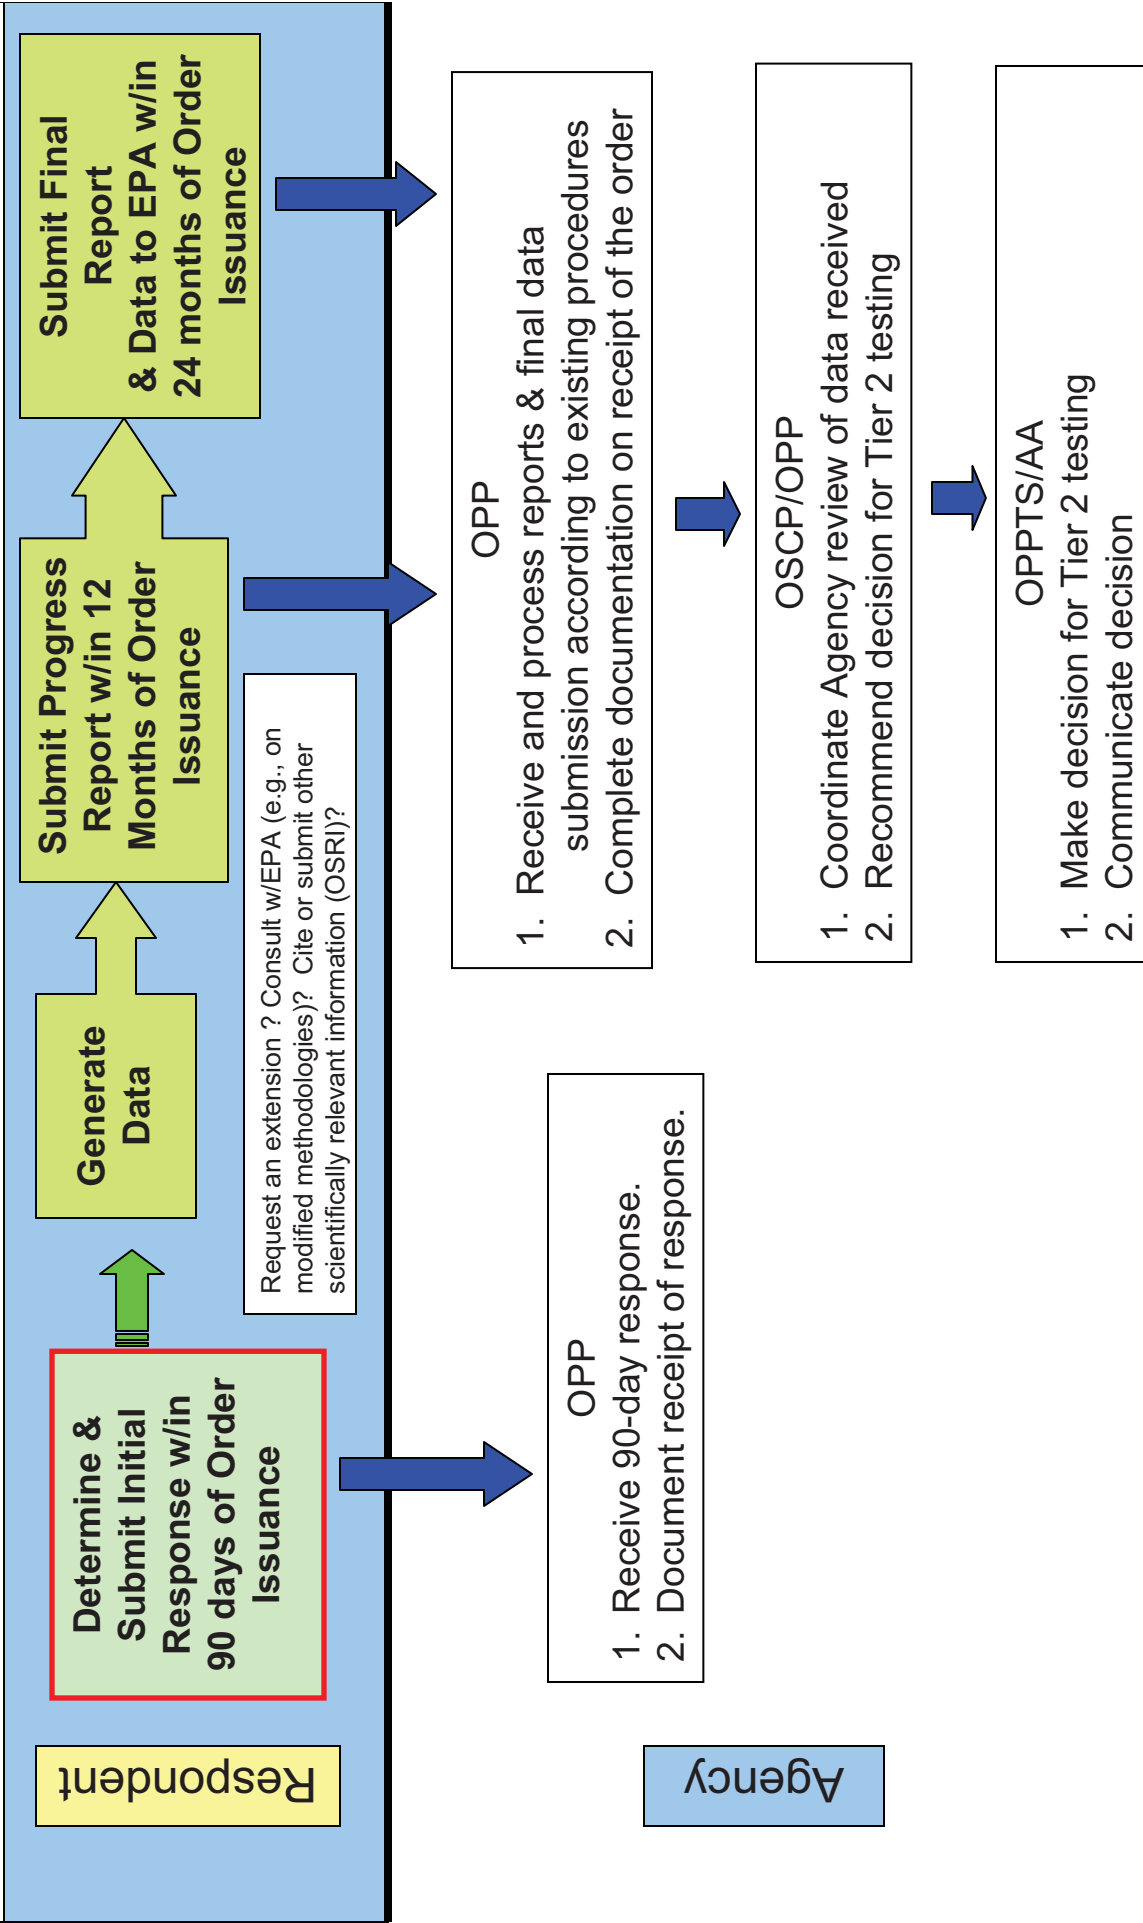 Respondent
Determine &
Submit Initial
Response w/in
90 days of Order
Issuance
Generate
Data
Submit Progress
Report w/in 12
Months of Order
Issuance
Submit Final
Report
& Data to EPA w/in
24 months of Order
Issuance
Request an extension ? Consult w/EPA (e.g., on
modified methodologies)? Cite or submit other
scientifically relevant information (OSRI)?
Agency
OPP
1. Receive 90-day response.
2. Document receipt of response.
OPP
1. Receive and process reports & final data
submission according to existing procedures
2. Complete documentation on receipt of the order
OSCP/OPP
1. Coordinate Agency review of data received
2. Recommend decision for Tier 2 testing
OPPTS/AA
1. Make decision for Tier 2 testing
2. Communicate decision